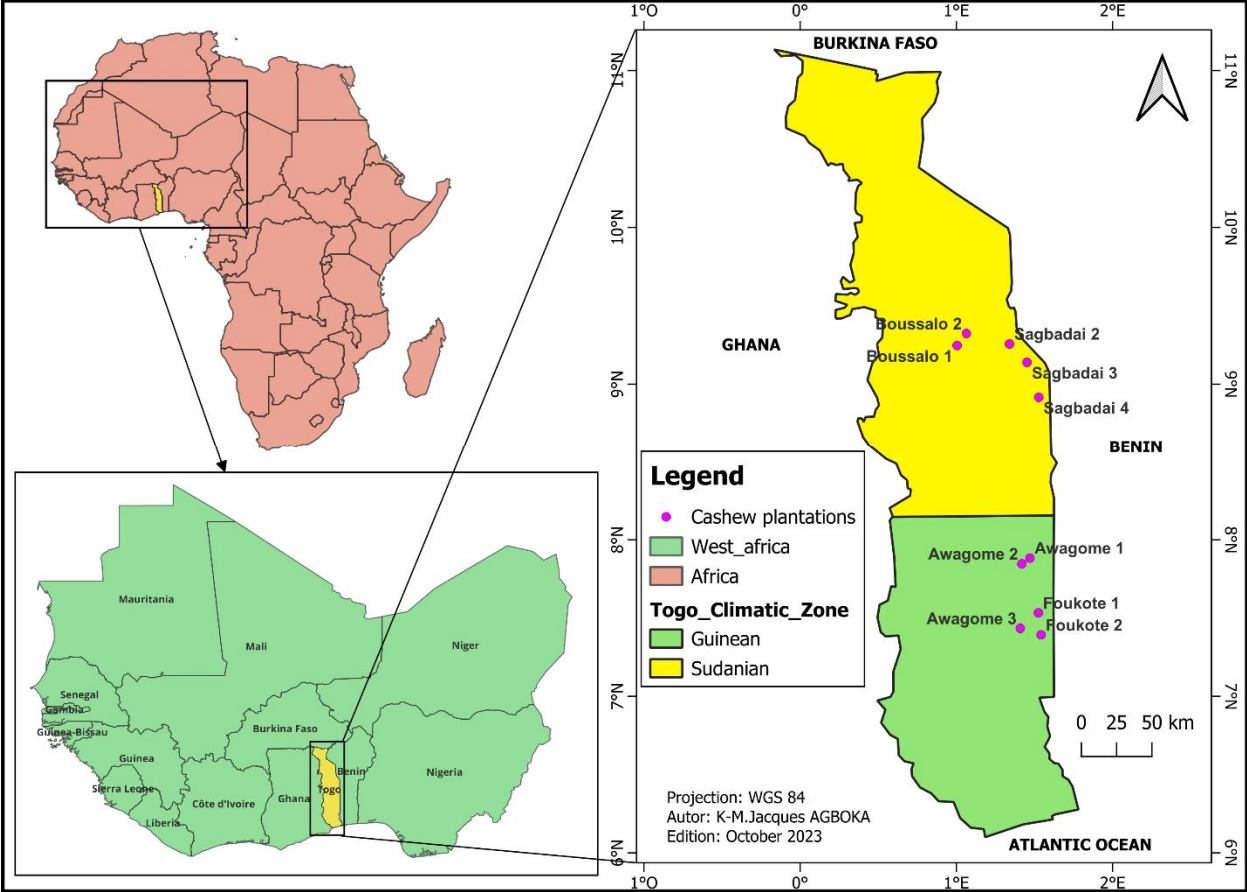 1°O
0°
1°E
2°E
BURKINA FASO
11°N
11°N
10°N
10°N
Boussalo 2
Sagbadai 2
GHANA
Boussalo 1
Sagbadai 3
9°N
9°N
Sagbadai 4
BENIN
Legend
Cashew plantations
West_africa
Africa
Togo_Climatic_Zone
Guinean
Sudanian
8°N
8°N
Awagome 2
Awagome 1
Foukote 1
Awagome 3
Foukote 2
7°N
7°N
0 25 50 km
Projection: WGS 84
Autor: K-M.Jacques AGBOKA
Edition: October 2023
ATLANTIC OCEAN
6°N
6°N
1°O
0°
1°E
2°E
Mauritania
Mali
Niger
Senegal
Gambia
Guinea-Bissau
Burkina Faso
Guinea
Benin
Nigeria
Sierra Leone
Côte d'Ivoire
Ghana
Togo
Liberia